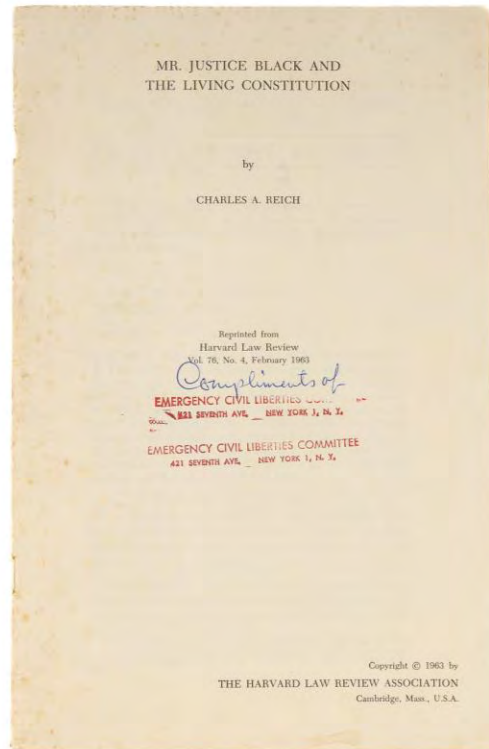 MR. JUSTICE BLACK AND
THE LIVING CONSTITUTION
by
CHARLES A. REICH
Reprinted from
Harvard Law Review
Vol. 76, No. 4, February 1963
Compliments of
EMERGENCY CIVIL LIBERTIES
SEVENTH AVE. NEW YORK 1, N. Y.
EMERGENCY CIVIL LIBERTIES COMMITTEE
421 SEVENTH AVE. NEW YORK 1, N. Y.
Copyright © 1963 by
THE HARVARD LAW REVIEW ASSOCIATION
Cambridge, Mass., U.S.A.